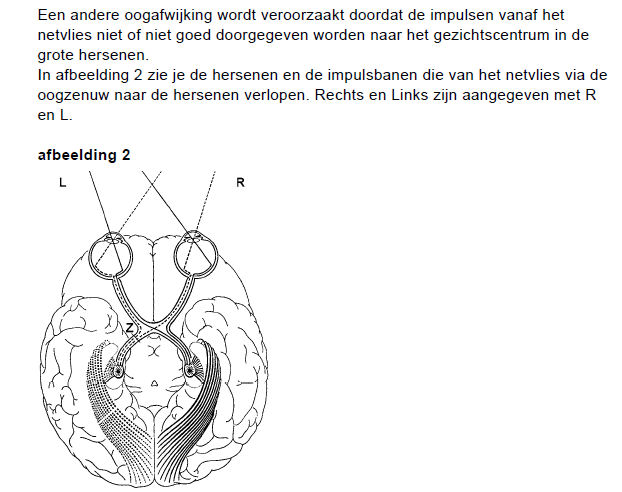 Een andere oogafwijking wordt veroorzaakt doordat de impulsen vanaf het
netvlies niet of niet goed doorgegeven worden naar het gezichtscentrum in de
grote hersenen.
In afbeelding 2 zie je de hersenen en de impulsbanen die van het netvlies via de
oogzenuw naar de hersenen verlopen. Rechts en Links zijn aangegeven met R
en L.
afbeelding 2
L R
Z